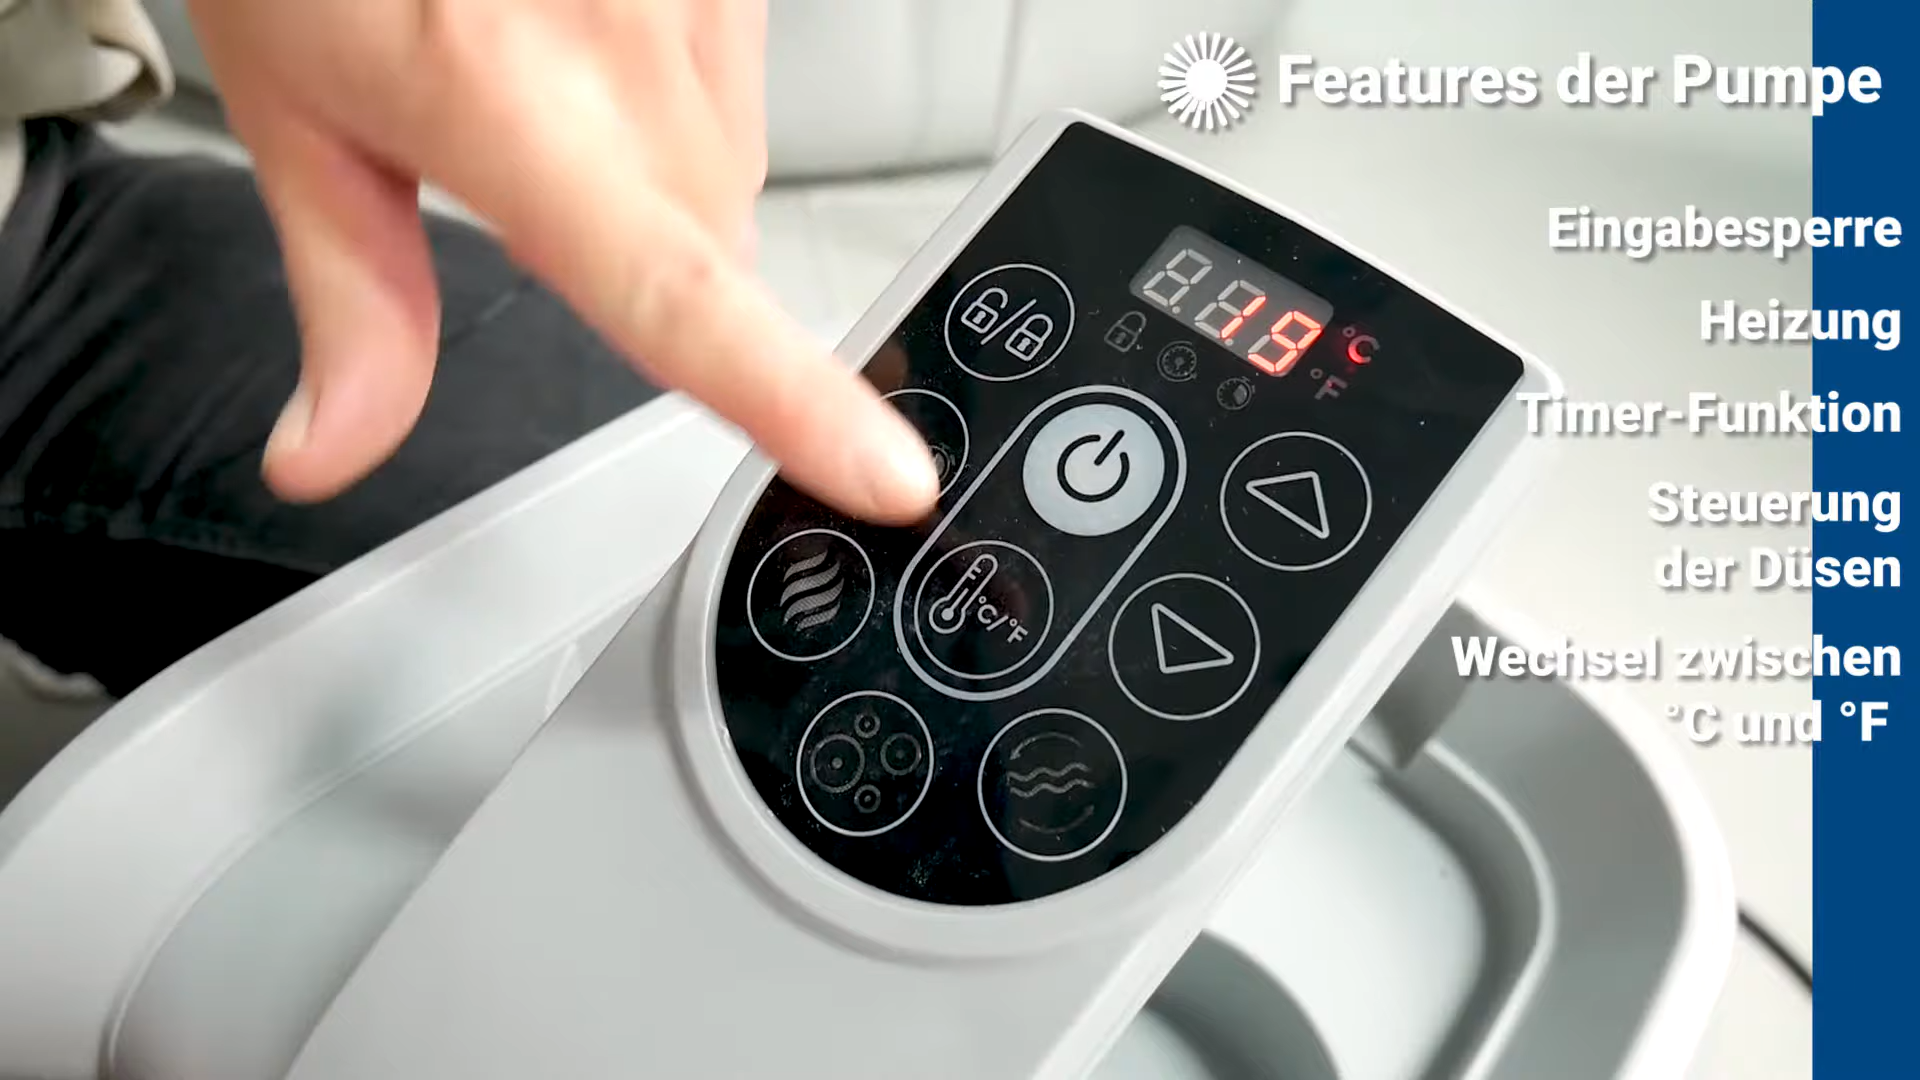 Features der Pumpe
Eingabesperre
Heizung
Timer-Funktion
Steuerung
der Düsen
Wechsel zwischen
°C und °F
19
°C
°F
°C/°F